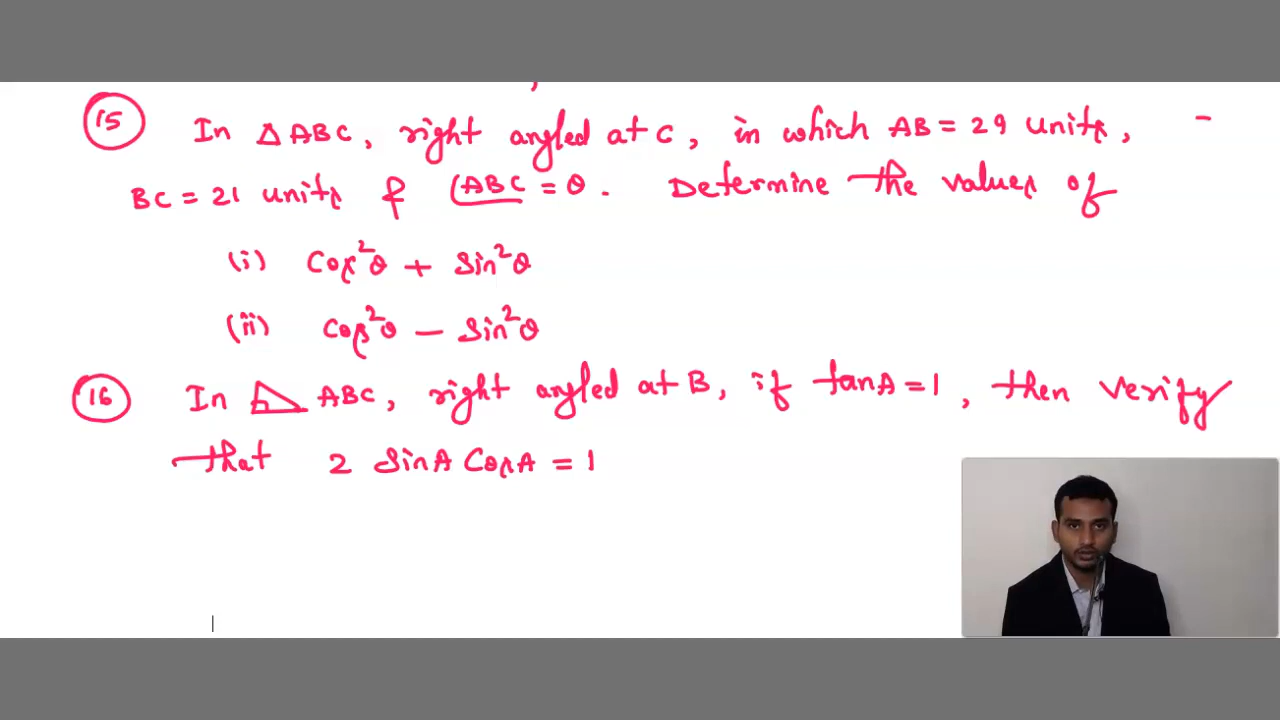 15 In Δ ABC, right angled at C, in which AB = 29 units,
BC = 21 units & ∠ABC = θ. Determine the values of
(i) Cos²θ + Sin²θ
(ii) Cos²θ – Sin²θ
16 In ◺ ABC, right angled at B, if tanA = 1, then verify
that 2 SinA CosA = 1